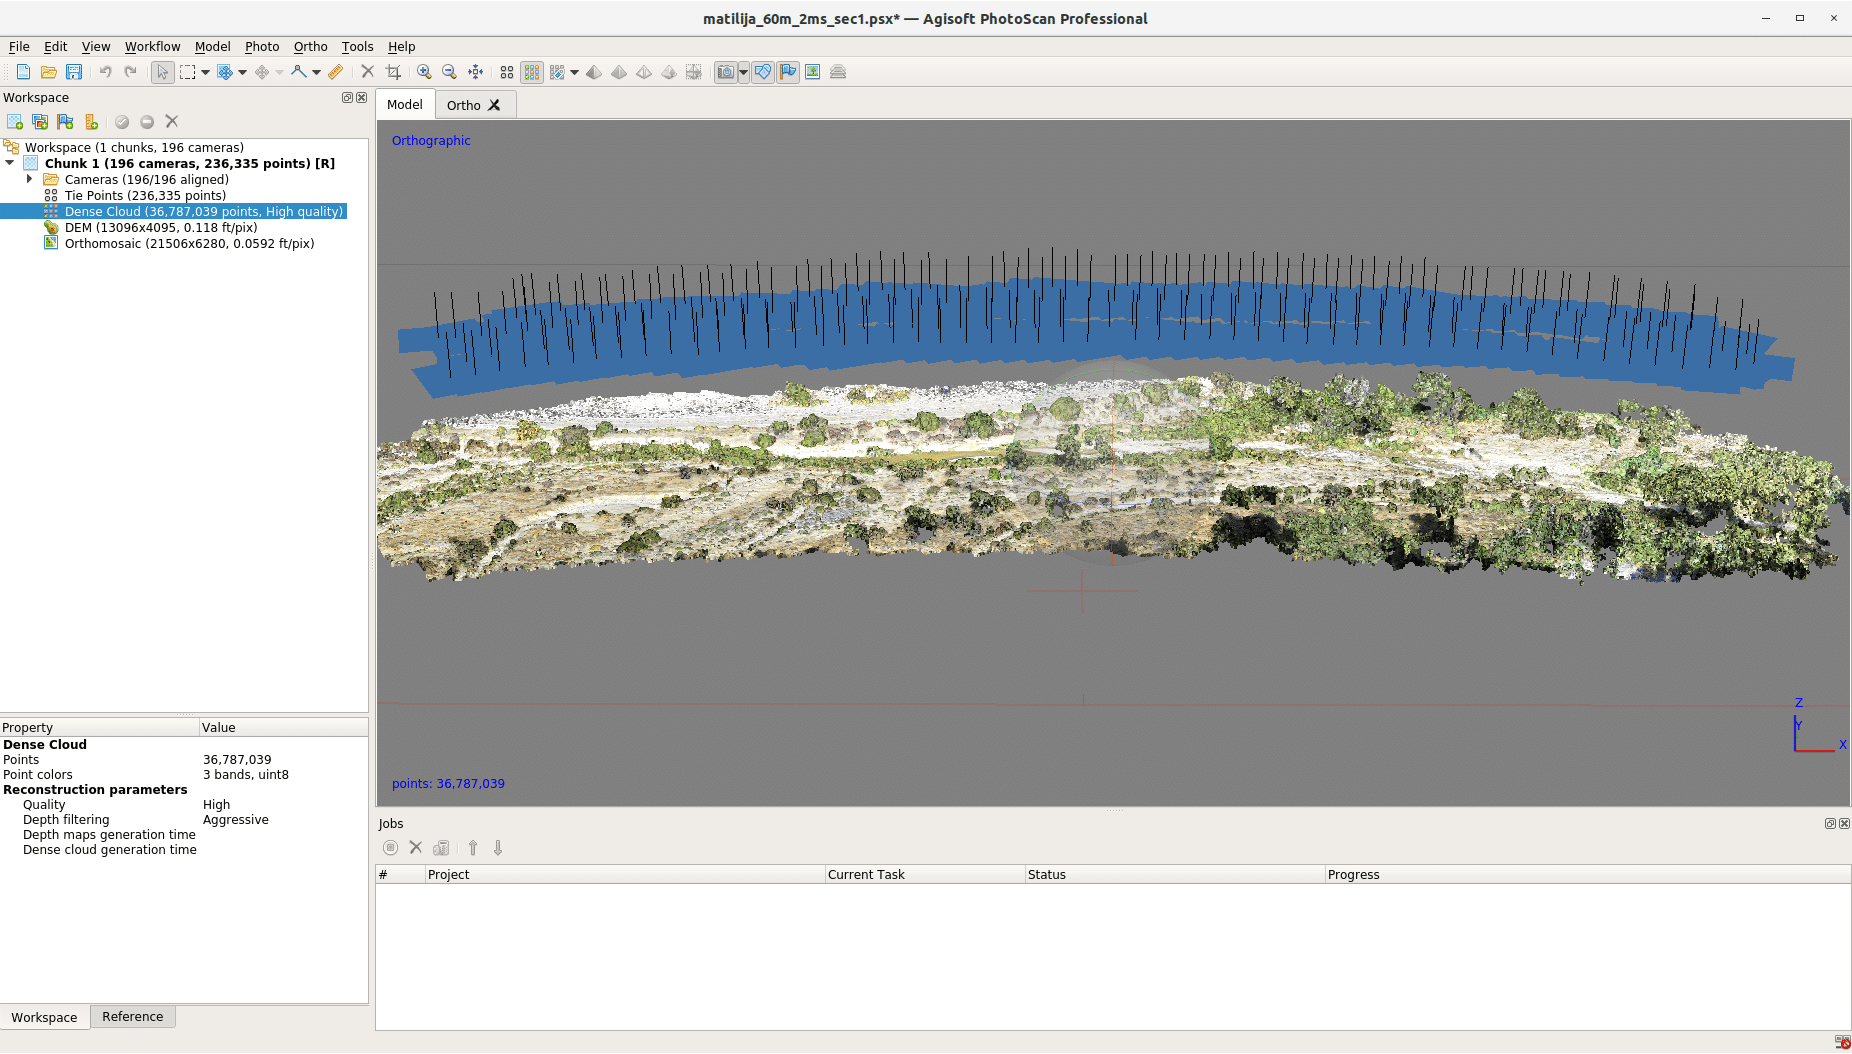 matilija_60m_2ms_sec1.psx* — Agisoft PhotoScan Professional
File Edit View Workflow Model Photo Ortho Tools Help
Workspace
Workspace (1 chunks, 196 cameras)
Chunk 1 (196 cameras, 236,335 points) [R]
Cameras (196/196 aligned)
Tie Points (236,335 points)
Dense Cloud (36,787,039 points, High quality)
DEM (13096x4095, 0.118 ft/pix)
Orthomosaic (21506x6280, 0.0592 ft/pix)
Property Value
Dense Cloud
Points 36,787,039
Point colors 3 bands, uint8
Reconstruction parameters
Quality High
Depth filtering Aggressive
Depth maps generation time
Dense cloud generation time
Workspace Reference
Model Ortho
Orthographic
Z
Y
X
points: 36,787,039
Jobs
# Project Current Task Status Progress